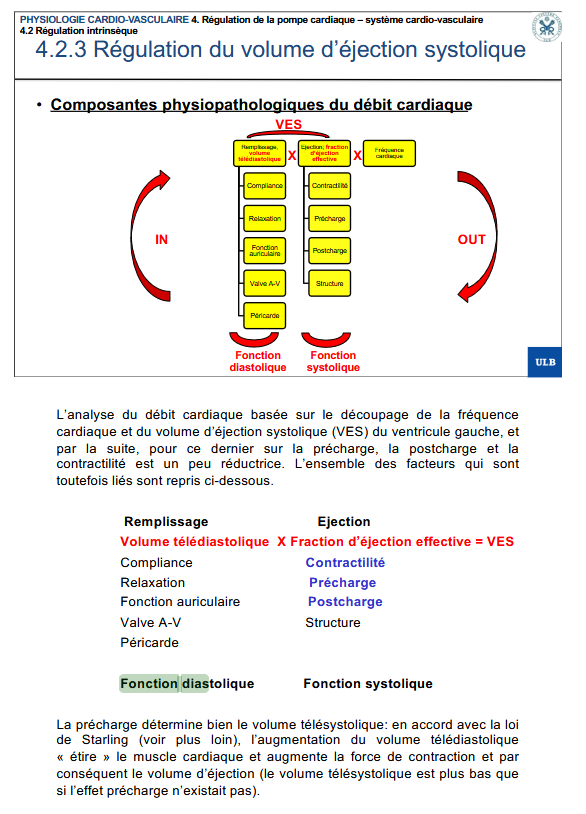 PHYSIOLOGIE CARDIO-VASCULAIRE 4. Régulation de la pompe cardiaque – système cardio-vasculaire
4.2 Régulation intrinsèque
4.2.3 Régulation du volume d'éjection systolique
• Composantes physiopathologiques du débit cardiaque
VES
Remplissage,
volume
télédiastolique
X
Ejection; fraction
d'éjection
effective
X
Fréquence
cardiaque
Compliance
Contractilité
Relaxation
Précharge
IN
Fonction
auriculaire
Postcharge
OUT
Valve A-V
Structure
Péricarde
Fonction
diastolique
Fonction
systolique
ULB
L'analyse du débit cardiaque basée sur le découpage de la fréquence
cardiaque et du volume d'éjection systolique (VES) du ventricule gauche, et
par la suite, pour ce dernier sur la précharge, la postcharge et la
contractilité est un peu réductrice. L'ensemble des facteurs qui sont
toutefois liés sont repris ci-dessous.
Remplissage Ejection
Volume télédiastolique X Fraction d'éjection effective = VES
Compliance Contractilité
Relaxation Précharge
Fonction auriculaire Postcharge
Valve A-V Structure
Péricarde
Fonction diastolique Fonction systolique
La précharge détermine bien le volume télésystolique: en accord avec la loi
de Starling (voir plus loin), l'augmentation du volume télédiastolique
« étire » le muscle cardiaque et augmente la force de contraction et par
conséquent le volume d'éjection (le volume télésystolique est plus bas que
si l'effet précharge n'existait pas).